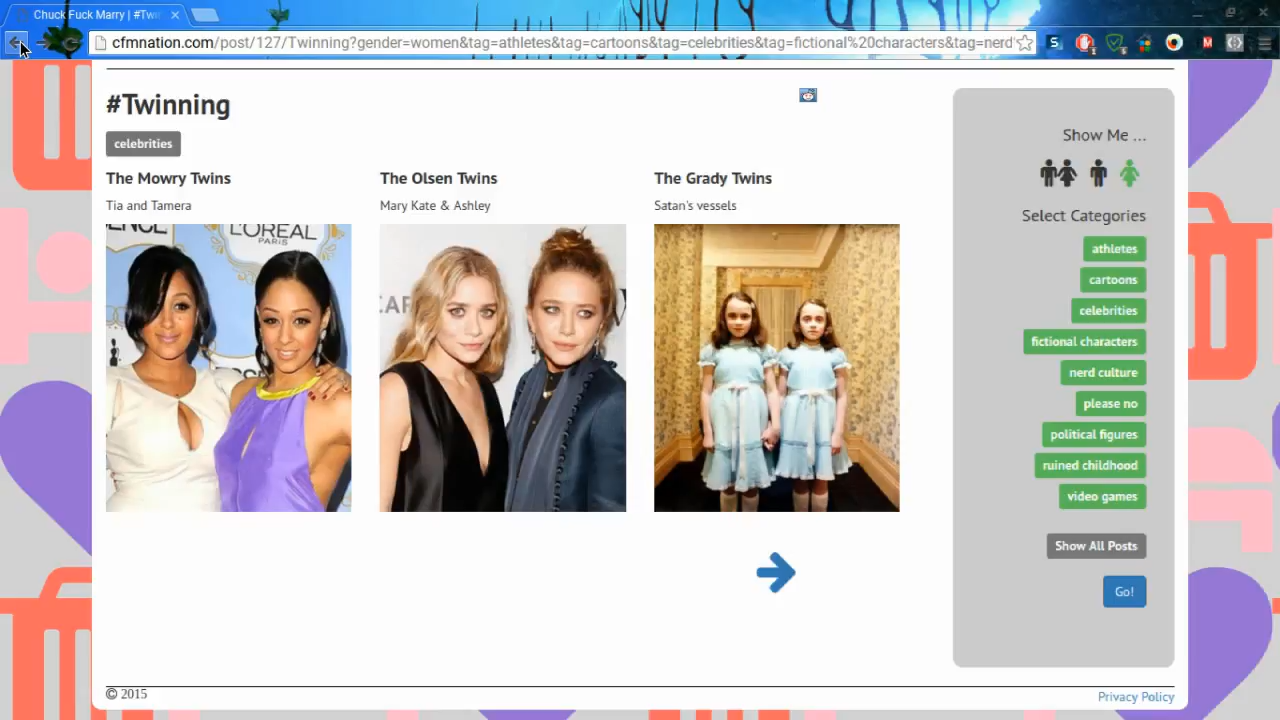 Chuck Fuck Marry | #Twi
cfmnation.com/post/127/Twinning?gender=women&tag=athletes&tag=cartoons&tag=celebrities&tag=fictional%20characters&tag=nerd
#Twinning
celebrities
The Mowry Twins
Tia and Tamera
The Olsen Twins
Mary Kate & Ashley
The Grady Twins
Satan's vessels
L'ORÉAL
PARIS
Show Me ...
Select Categories
athletes
cartoons
celebrities
fictional characters
nerd culture
please no
political figures
ruined childhood
video games
Show All Posts
Go!
© 2015
Privacy Policy